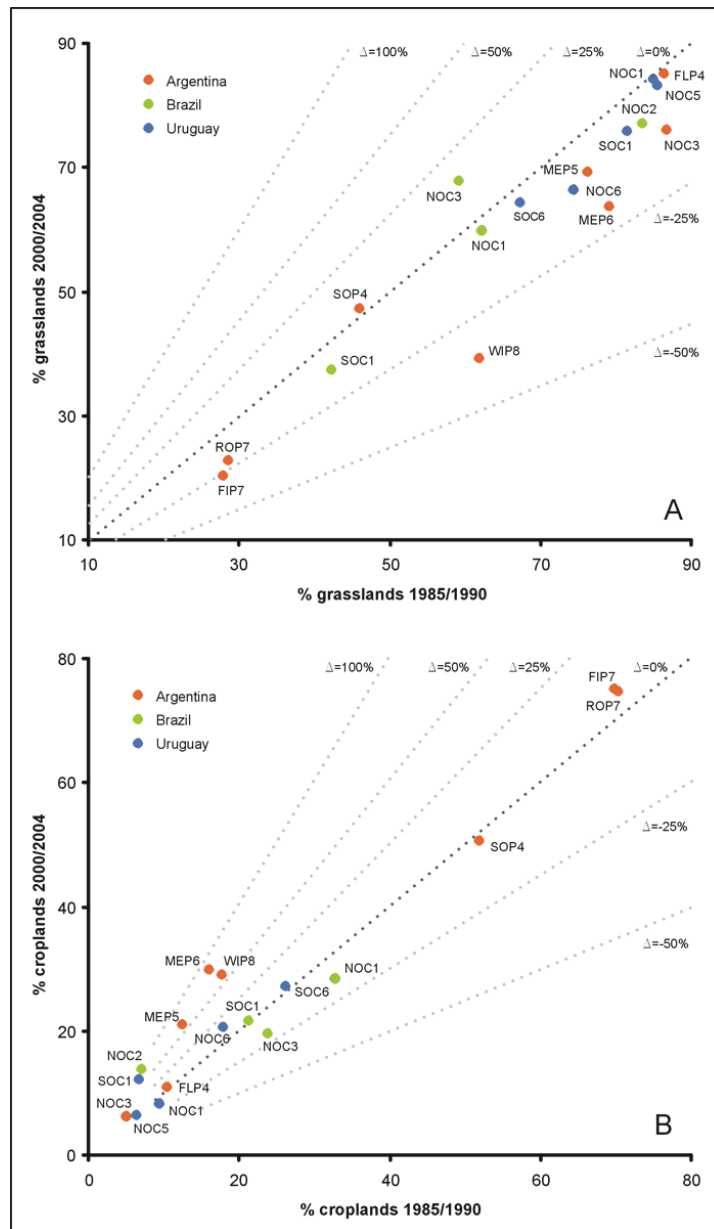 90
Δ=100%
Δ=50%
Δ=25%
Δ=0%
Argentina
Brazil
Uruguay
NOC1
FLP4
NOC5
NOC2
SOC1
NOC3
70
MEP5
NOC3
NOC6
SOC6
MEP6
NOC1
Δ=-25%
% grasslands 2000/2004
50
SOP4
SOC1
WIP8
Δ=-50%
30
ROP7
FIP7
A
10
10
30
50
70
90
% grasslands 1985/1990
80
Δ=100%
Δ=50%
Δ=25%
Δ=0%
FIP7
ROP7
Argentina
Brazil
Uruguay
60
Δ=-25%
SOP4
% croplands 2000/2004
40
Δ=-50%
MEP6
WIP8
NOC1
SOC6
SOC1
MEP5
20
NOC6
NOC3
NOC2
SOC1
FLP4
NOC3
NOC1
NOC5
B
0
0
20
40
60
80
% croplands 1985/1990